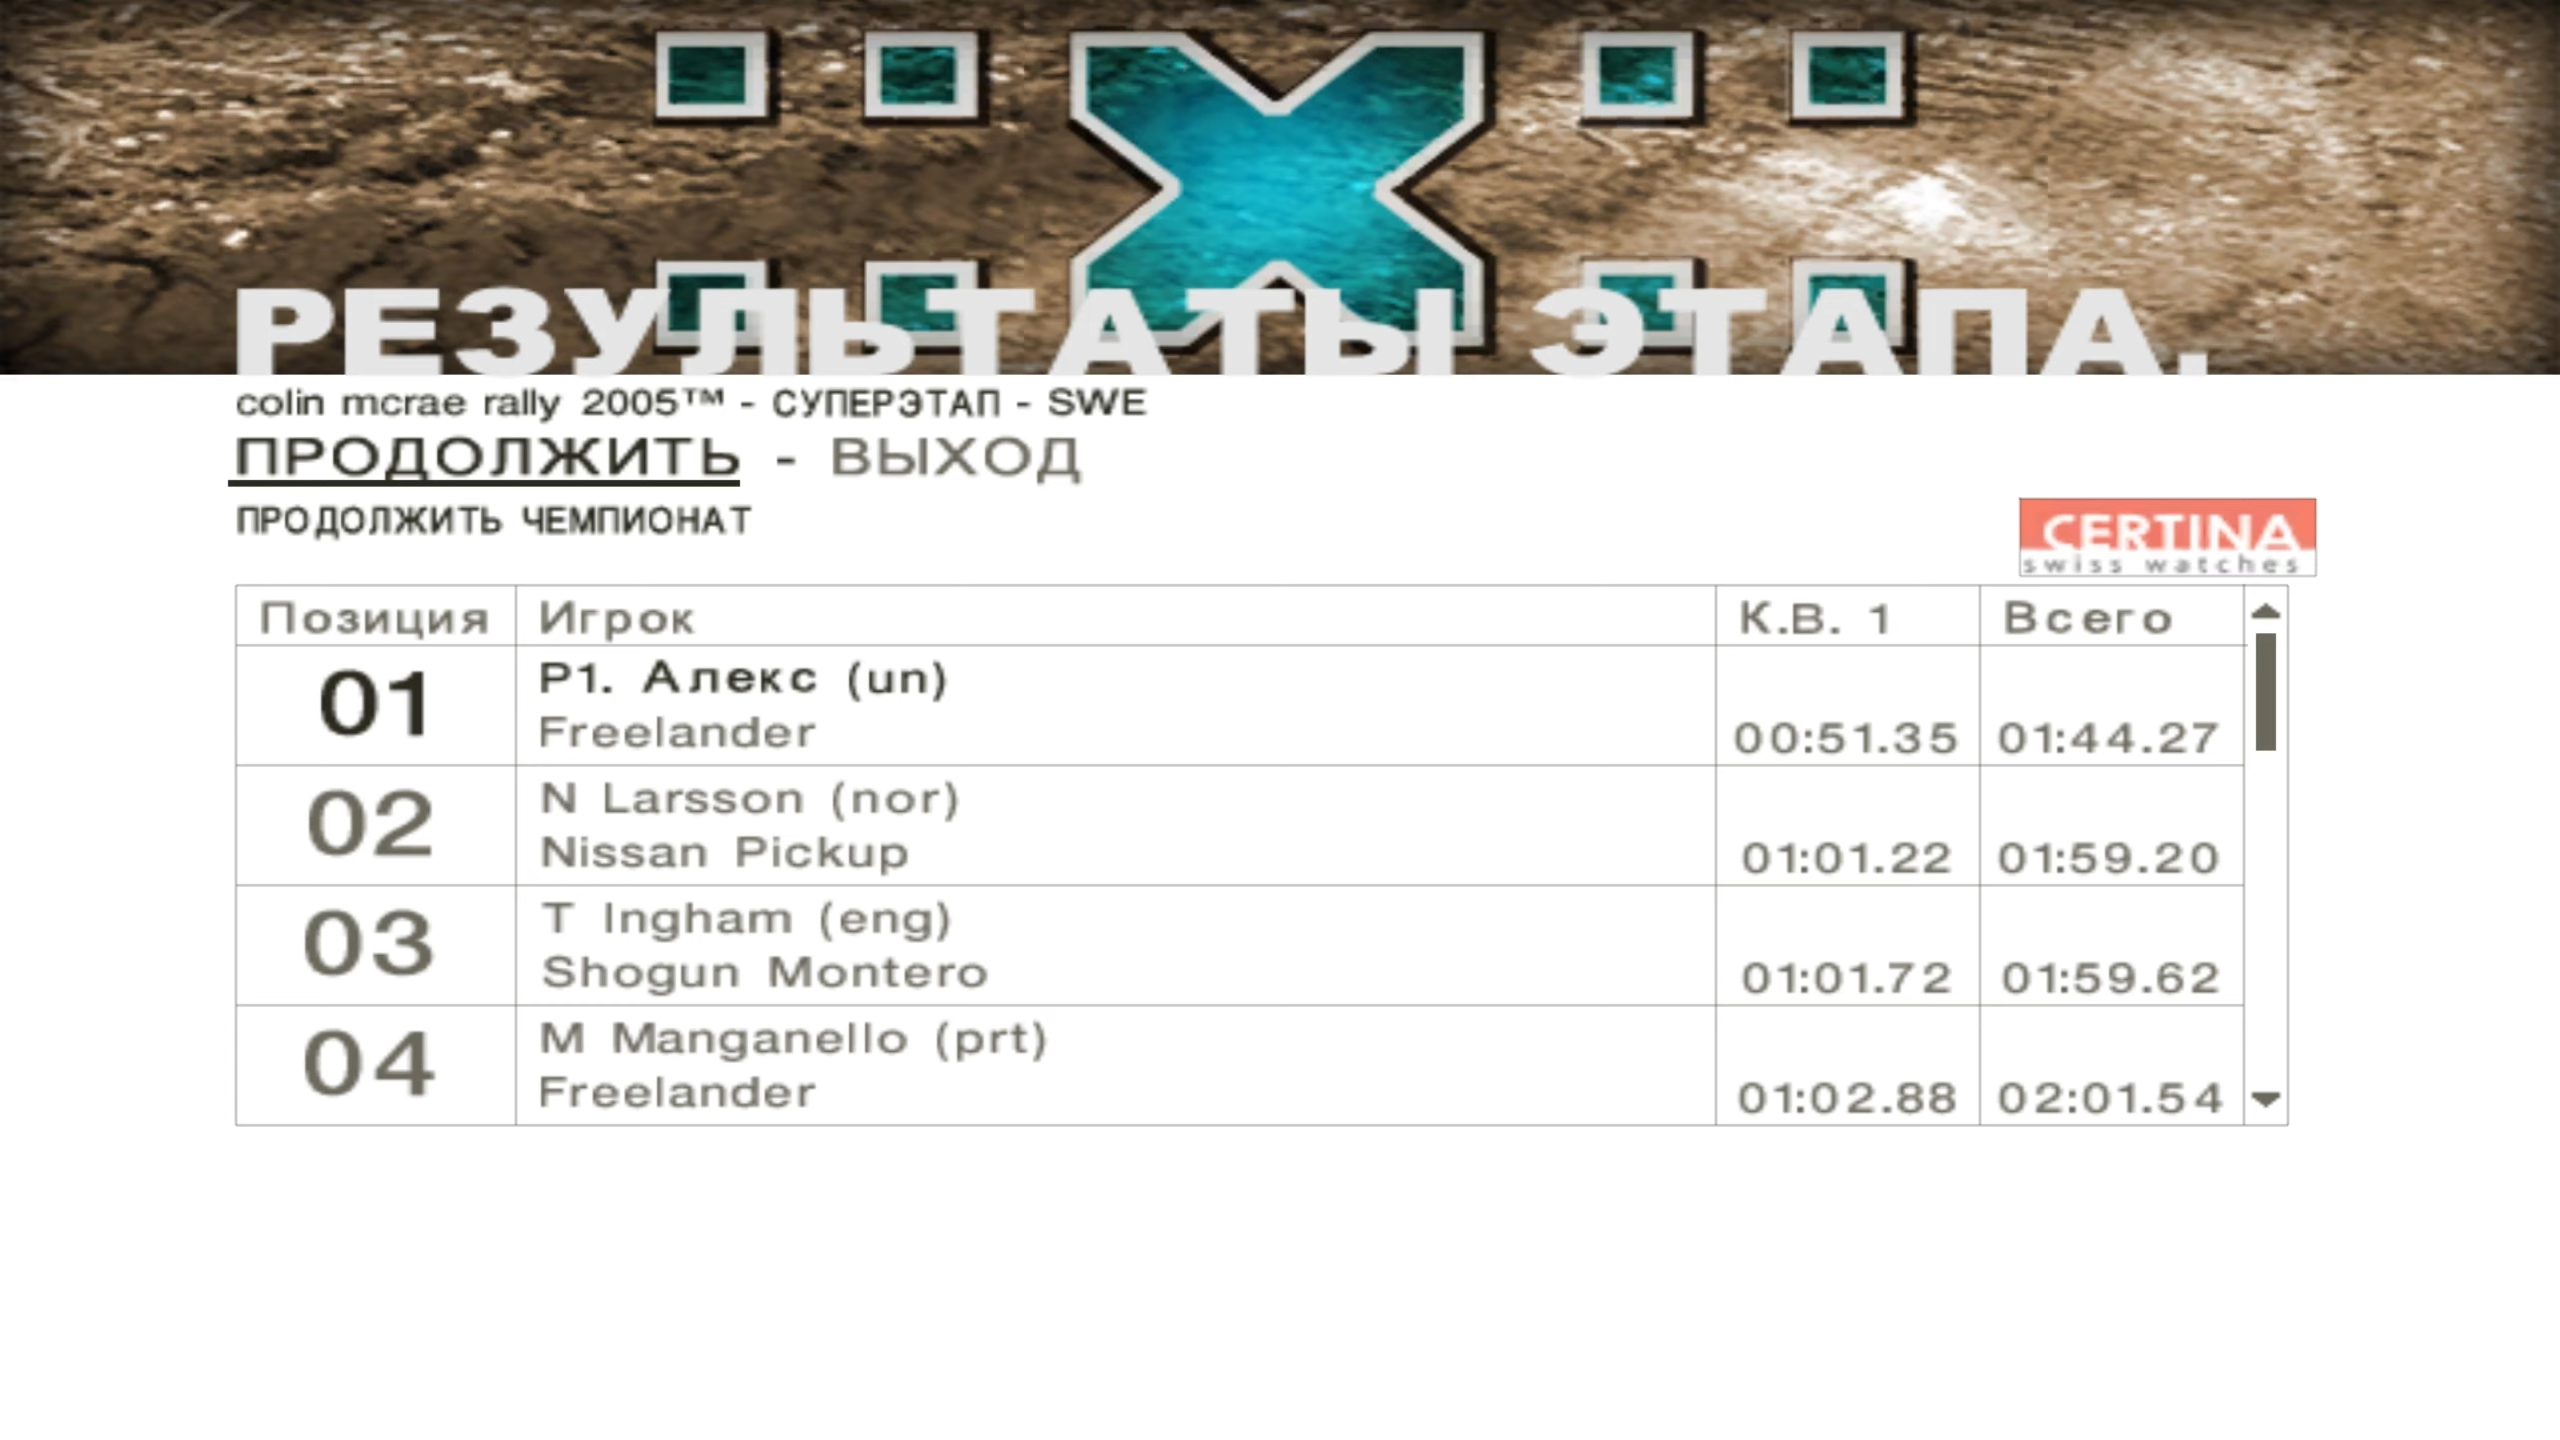 РЕЗУЛЬТАТЫ ЭТАПА.
colin mcrae rally 2005™ - СУПЕРЭТАП - SWE
ПРОДОЛЖИТЬ - ВЫХОД
ПРОДОЛЖИТЬ ЧЕМПИОНАТ
CERTINA
swiss watches
Позиция Игрок К.В. 1 Всего
01 P1. Алекс (un)
Freelander 00:51.35 01:44.27
02 N Larsson (nor)
Nissan Pickup 01:01.22 01:59.20
03 T Ingham (eng)
Shogun Montero 01:01.72 01:59.62
04 M Manganello (prt)
Freelander 01:02.88 02:01.54